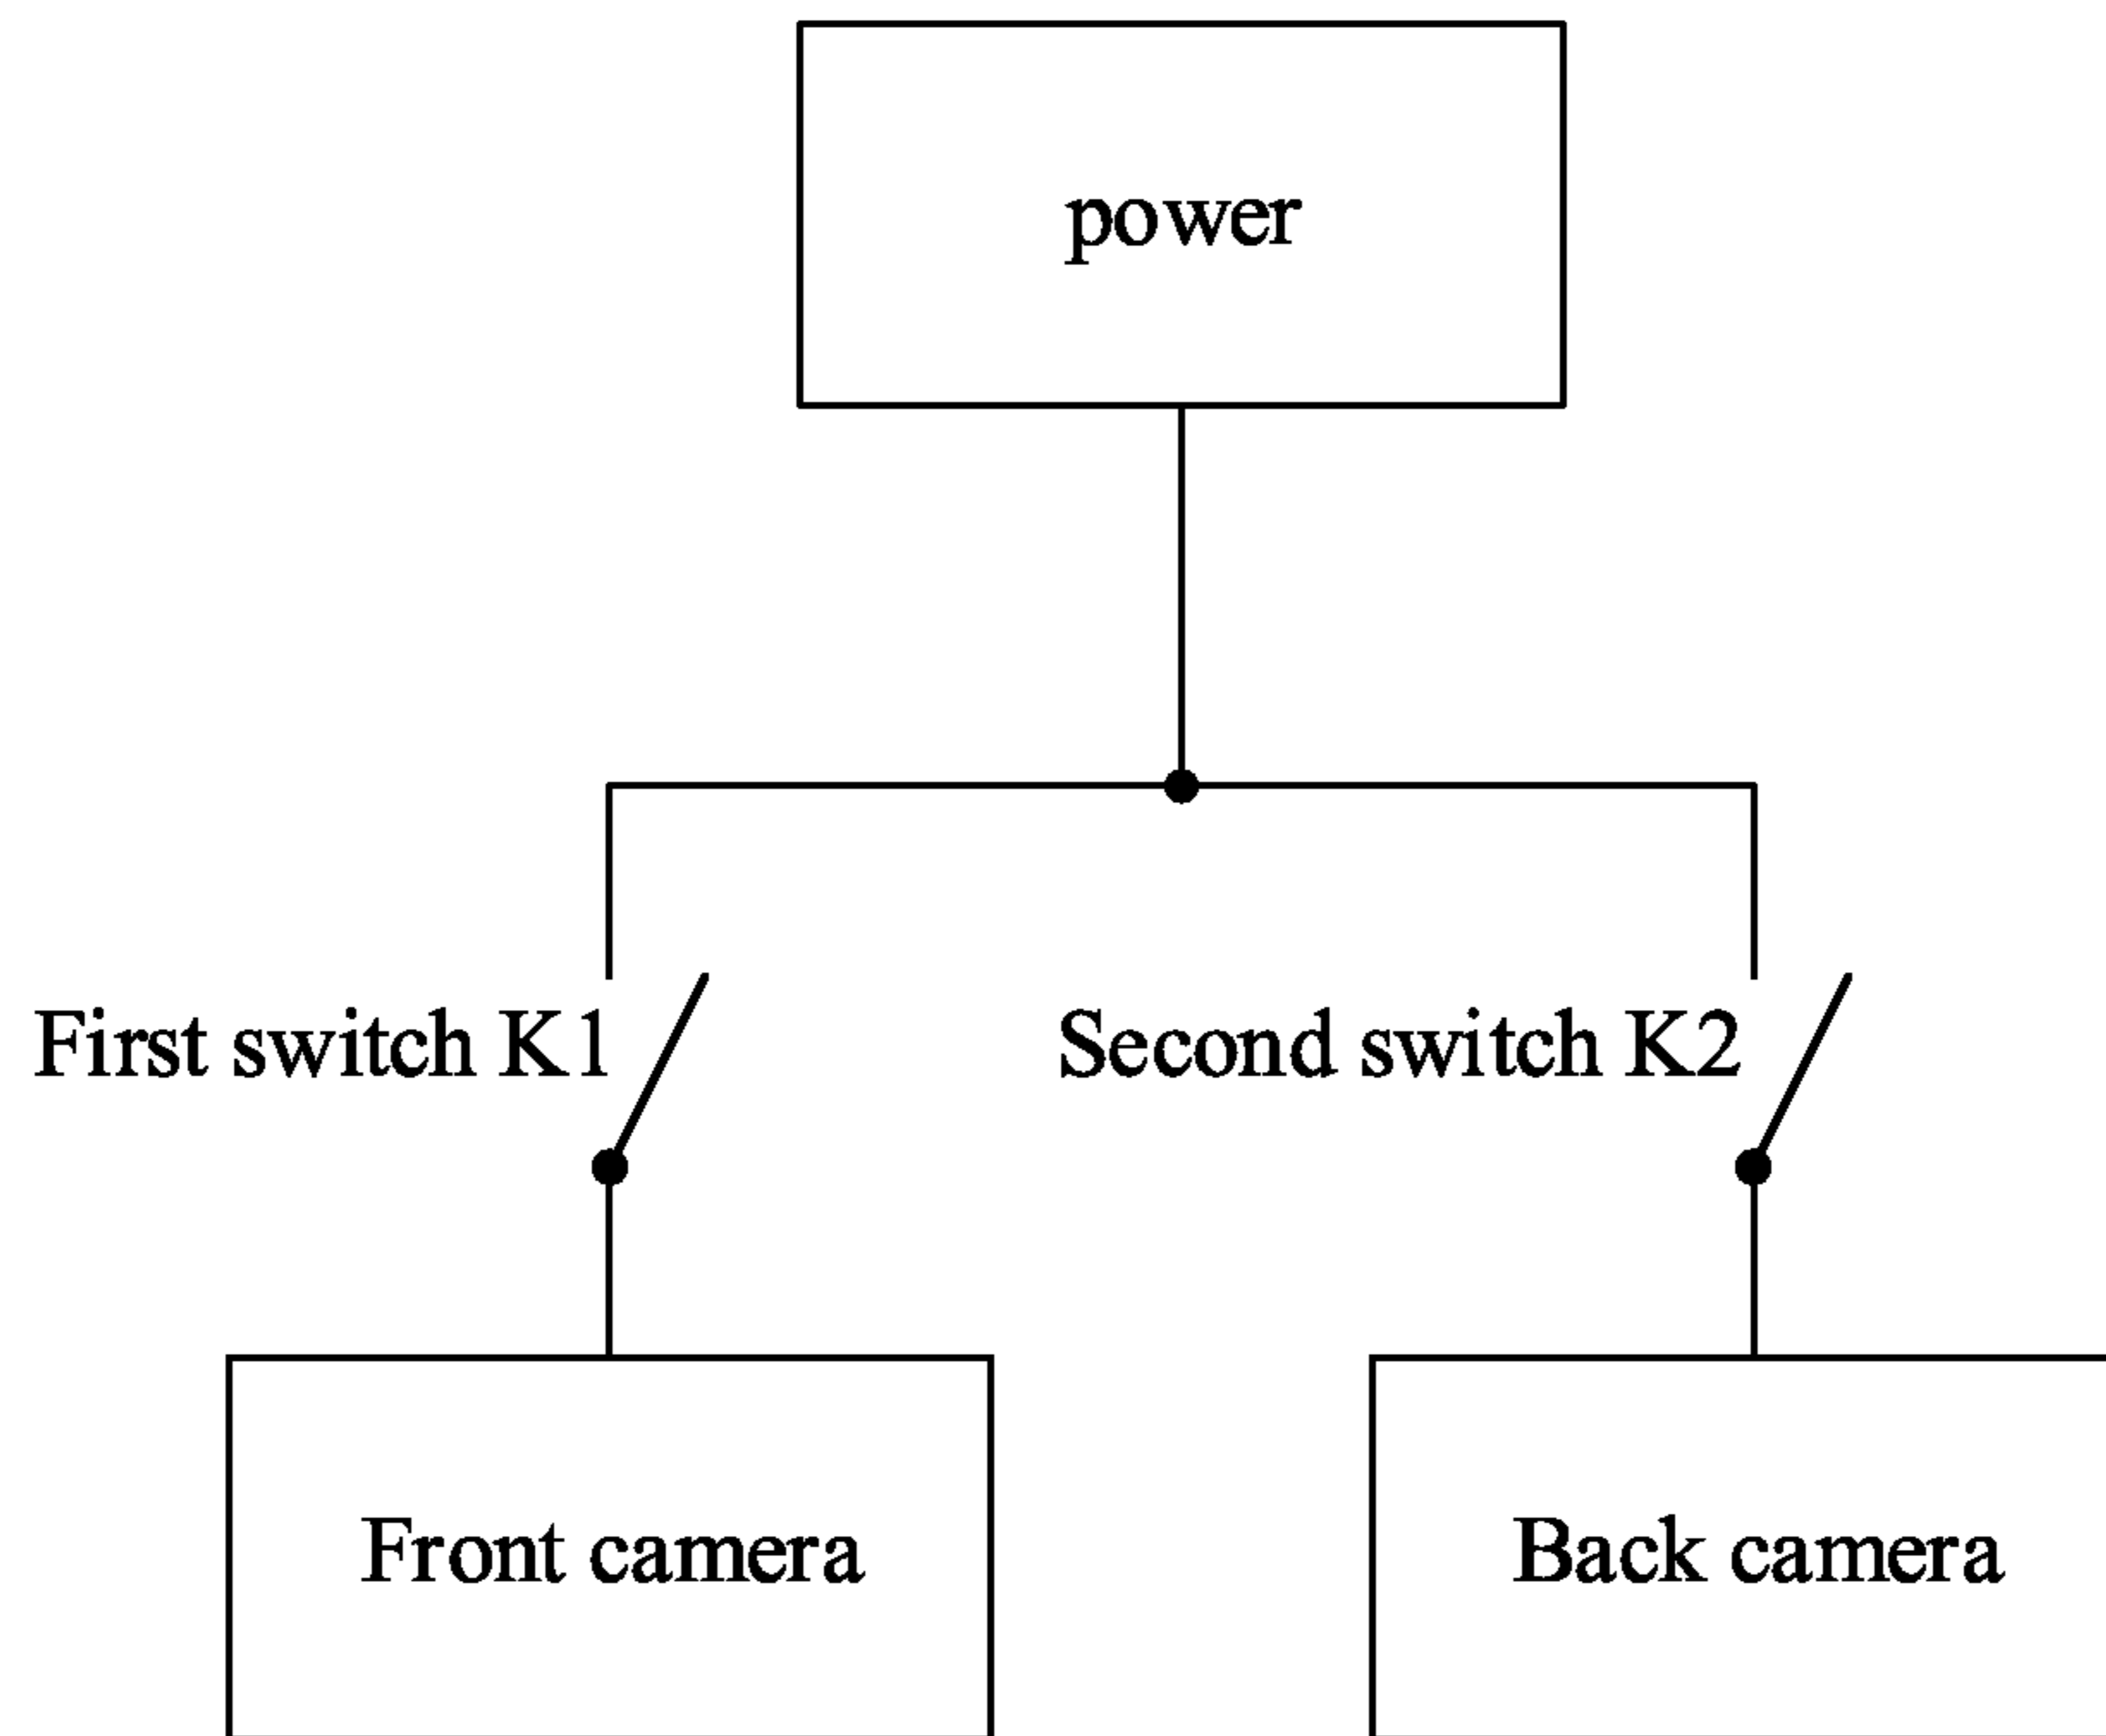 power
First switch K1
Second switch K2
Front camera
Back camera